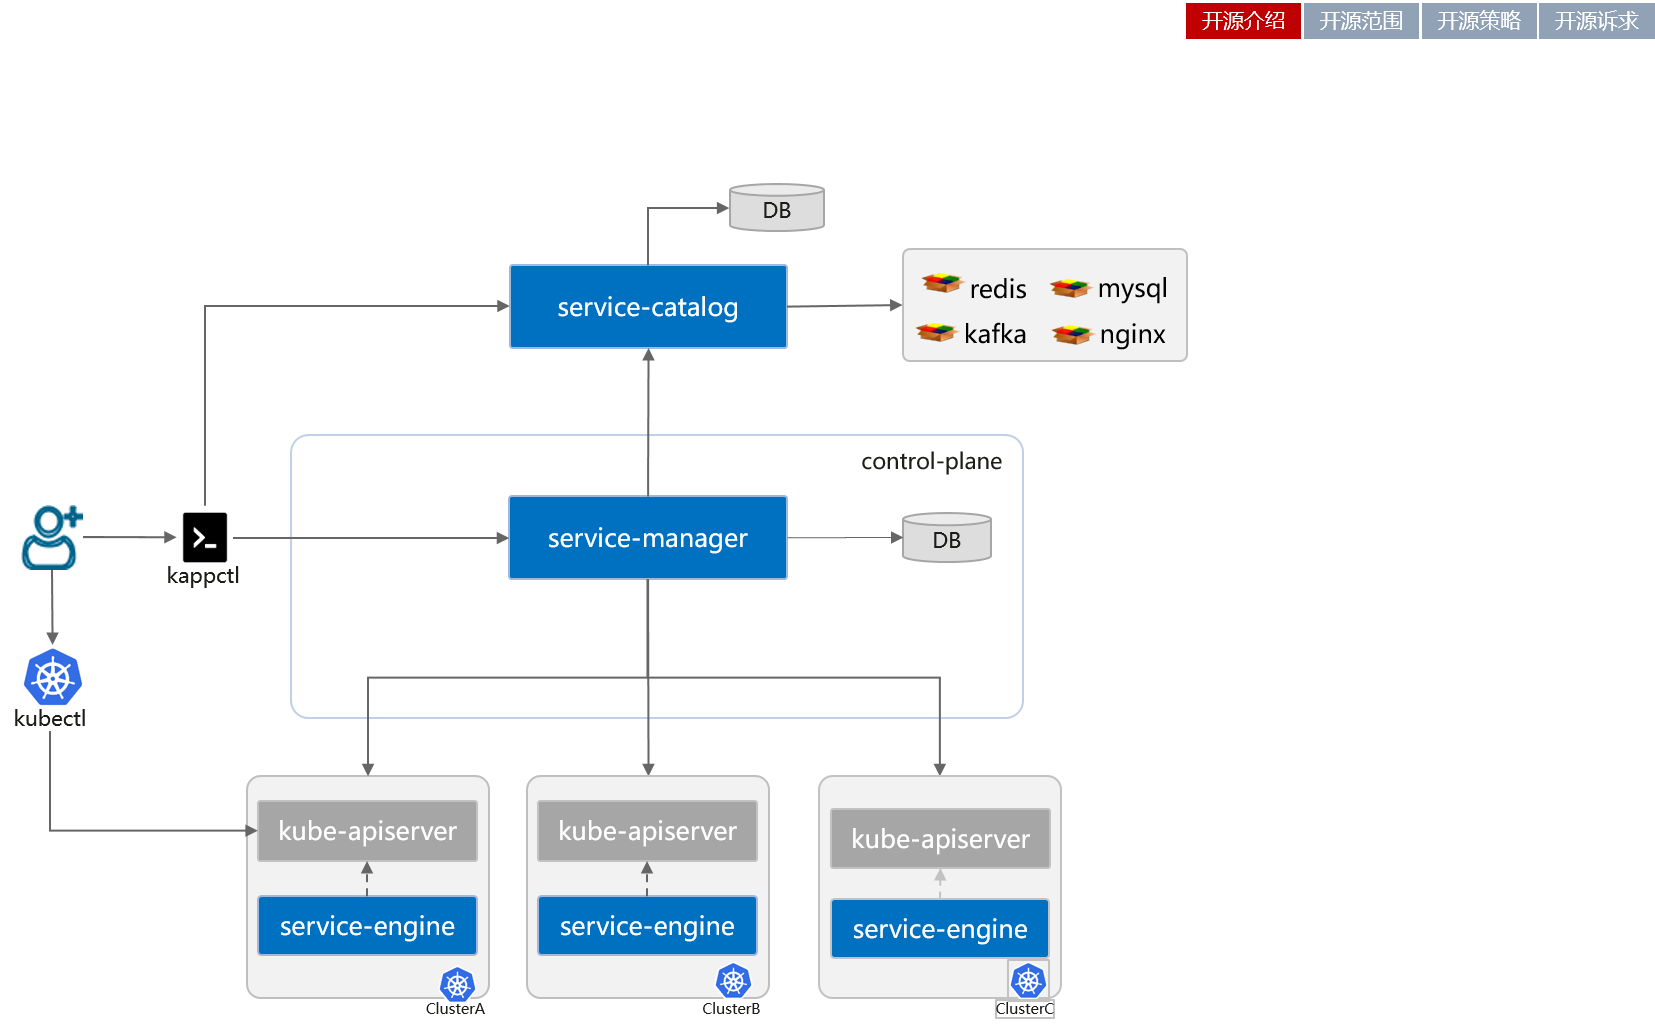 开源介绍 开源范围 开源策略 开源诉求
DB
service-catalog
redis mysql
kafka nginx
control-plane
service-manager
DB
kappctl
kubectl
kube-apiserver kube-apiserver kube-apiserver
service-engine service-engine service-engine
ClusterA ClusterB ClusterC